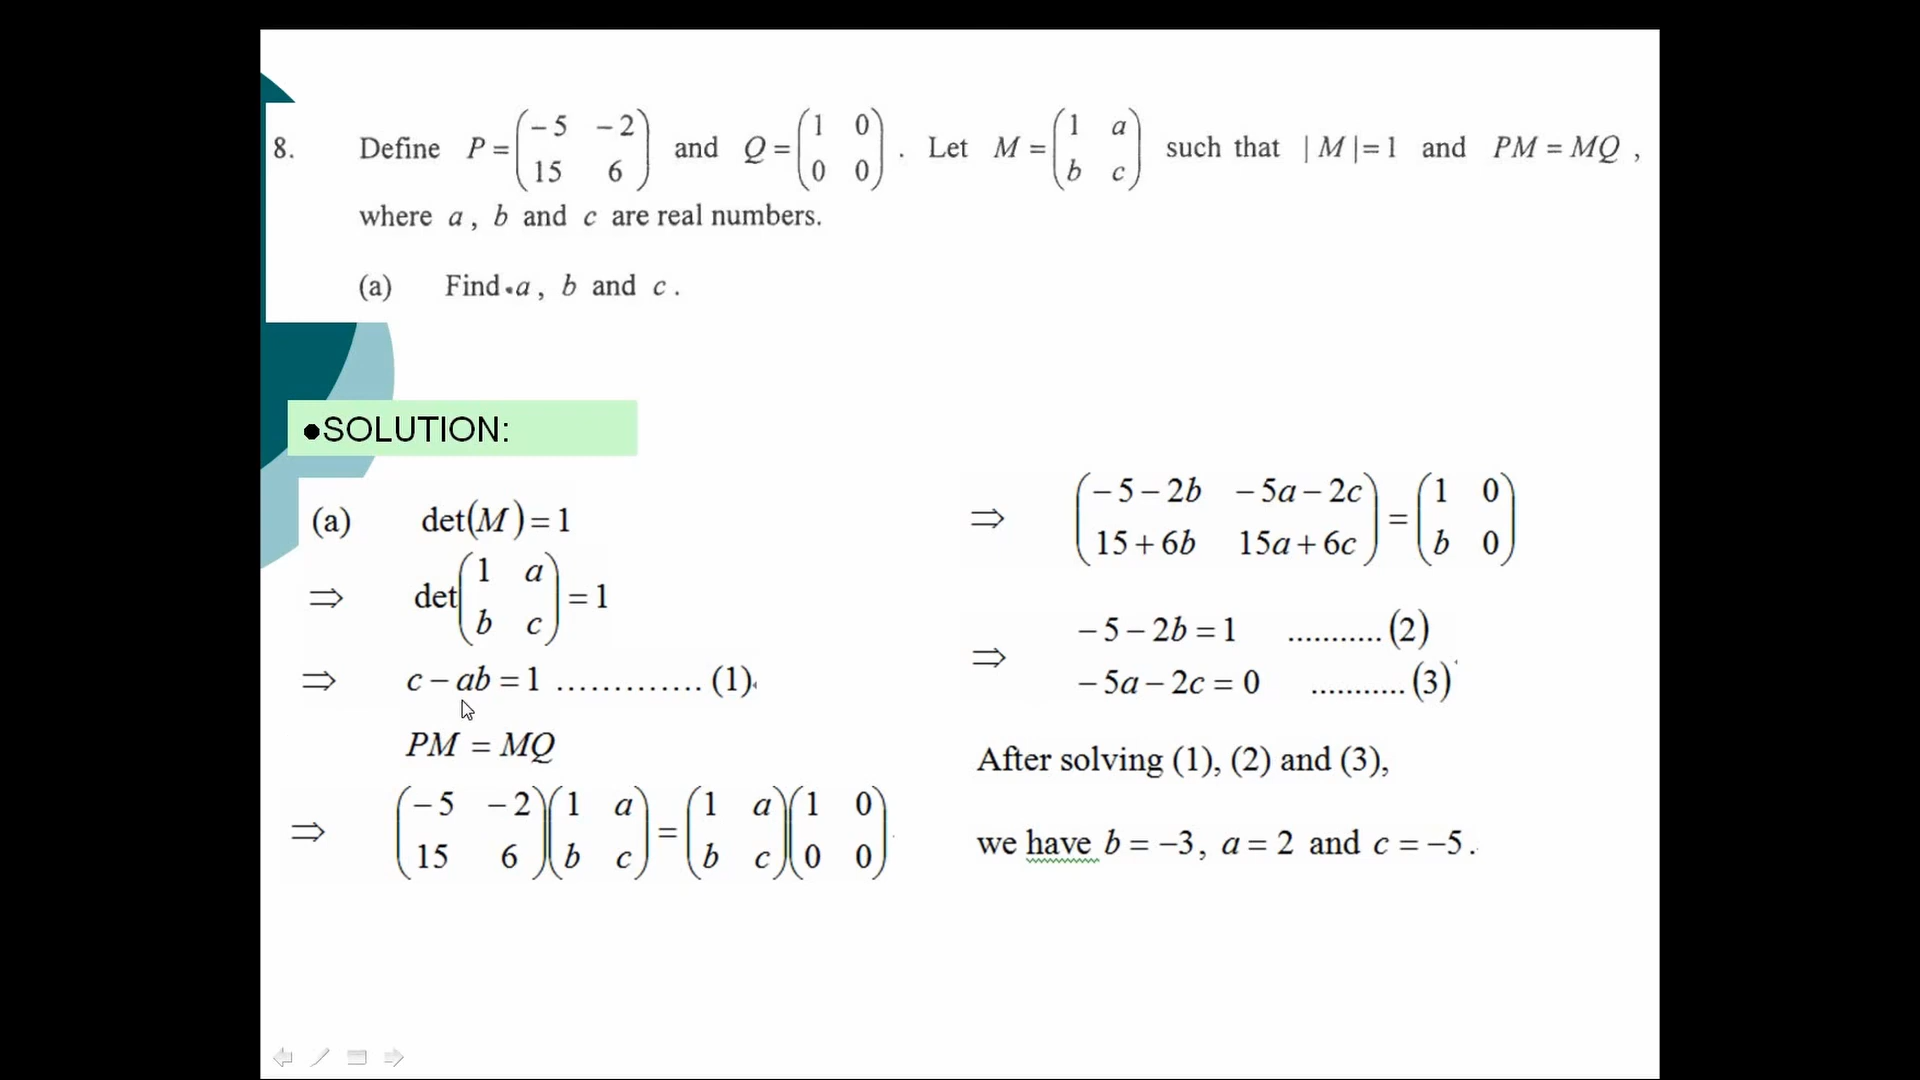 8. Define P = ( −5 −2 ; 15 6 ) and Q = ( 1 0 ; 0 0 ) . Let M = ( 1 a ; b c ) such that | M | = 1 and PM = MQ ,
where a , b and c are real numbers.
(a) Find a , b and c .
●SOLUTION:
(a) det(M) = 1
⇒ det( 1 a ; b c ) = 1
⇒ c − ab = 1 ............. (1)
PM = MQ
⇒ ( −5 −2 ; 15 6 )( 1 a ; b c ) = ( 1 a ; b c )( 1 0 ; 0 0 )
⇒ ( −5 − 2b −5a − 2c ; 15 + 6b 15a + 6c ) = ( 1 0 ; b 0 )
⇒ −5 − 2b = 1 ...........(2)
−5a − 2c = 0 ...........(3)
After solving (1), (2) and (3),
we have b = −3, a = 2 and c = −5.